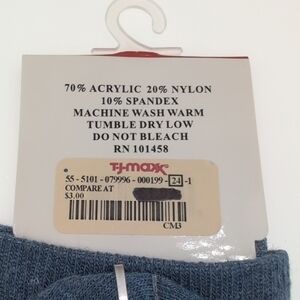 70% ACRYLIC 20% NYLON
10% SPANDEX
MACHINE WASH WARM
TUMBLE DRY LOW
DO NOT BLEACH
RN 101458
T·J·maxx
55 - 5101 - 079996 - 000199 - 24 -1
COMPARE AT
$3.00
CM3